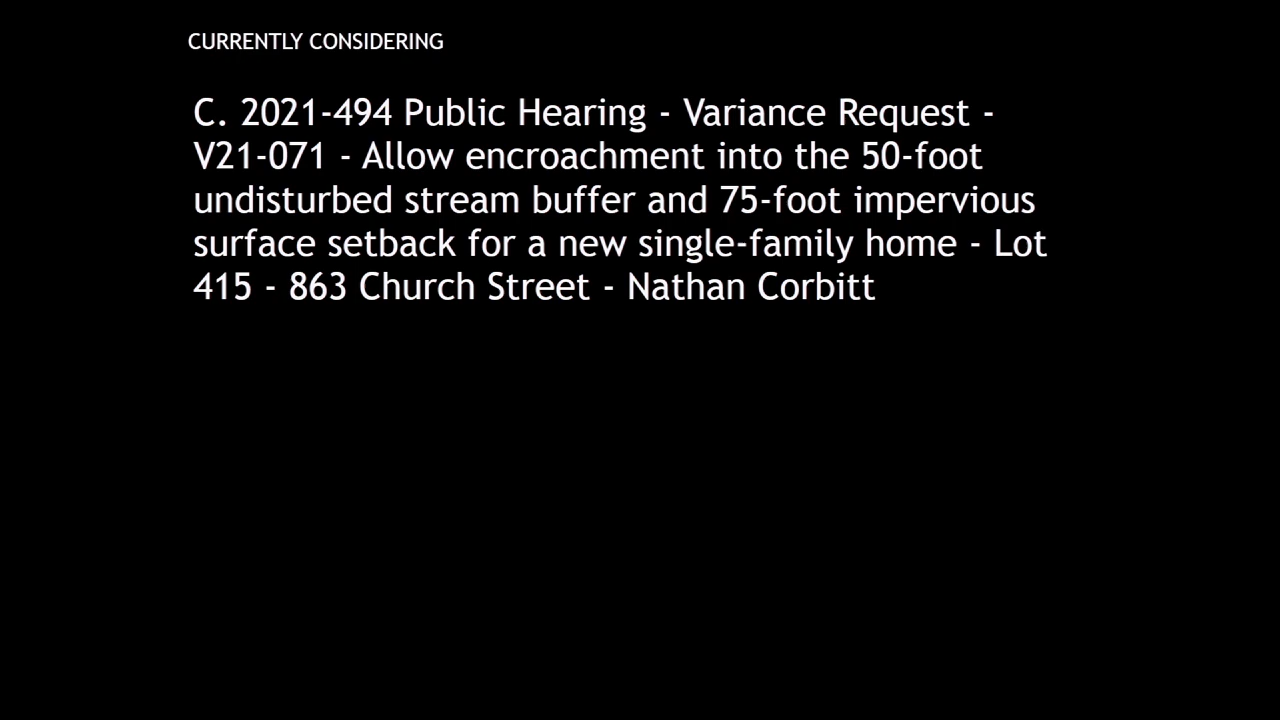 CURRENTLY CONSIDERING
C. 2021-494 Public Hearing - Variance Request -
V21-071 - Allow encroachment into the 50-foot
undisturbed stream buffer and 75-foot impervious
surface setback for a new single-family home - Lot
415 - 863 Church Street - Nathan Corbitt